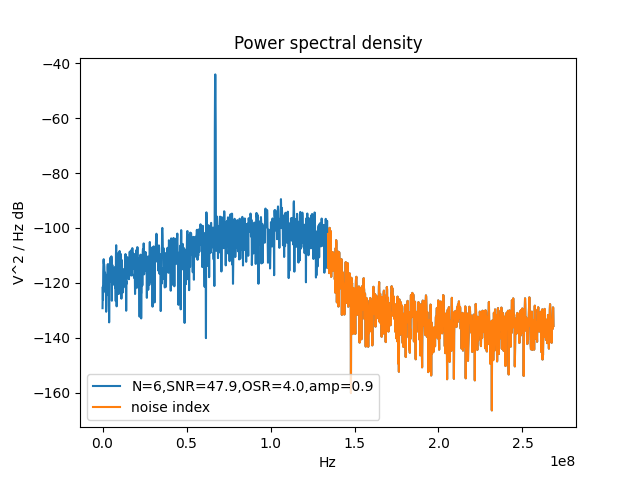 Power spectral density
V^2 / Hz dB
−40
−60
−80
−100
−120
−140
−160
N=6,SNR=47.9,OSR=4.0,amp=0.9
noise index
0.0 0.5 1.0 1.5 2.0 2.5
1e8
Hz